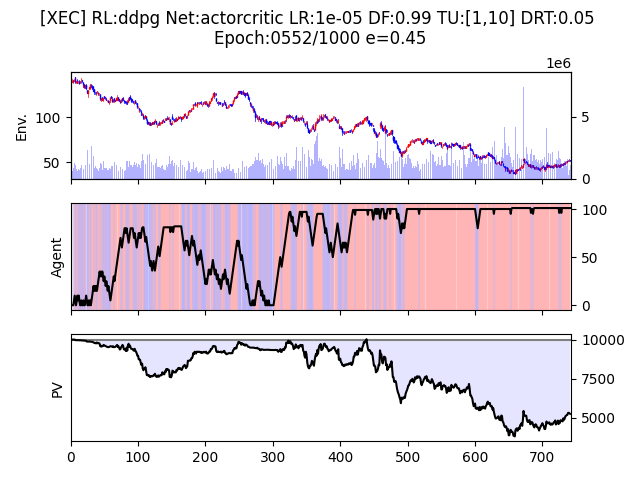 [XEC] RL:ddpg Net:actorcritic LR:1e-05 DF:0.99 TU:[1,10] DRT:0.05
Epoch:0552/1000 e=0.45
1e6
Env.
100
50
5
0
Agent
100
50
0
PV
10000
7500
5000
0 100 200 300 400 500 600 700